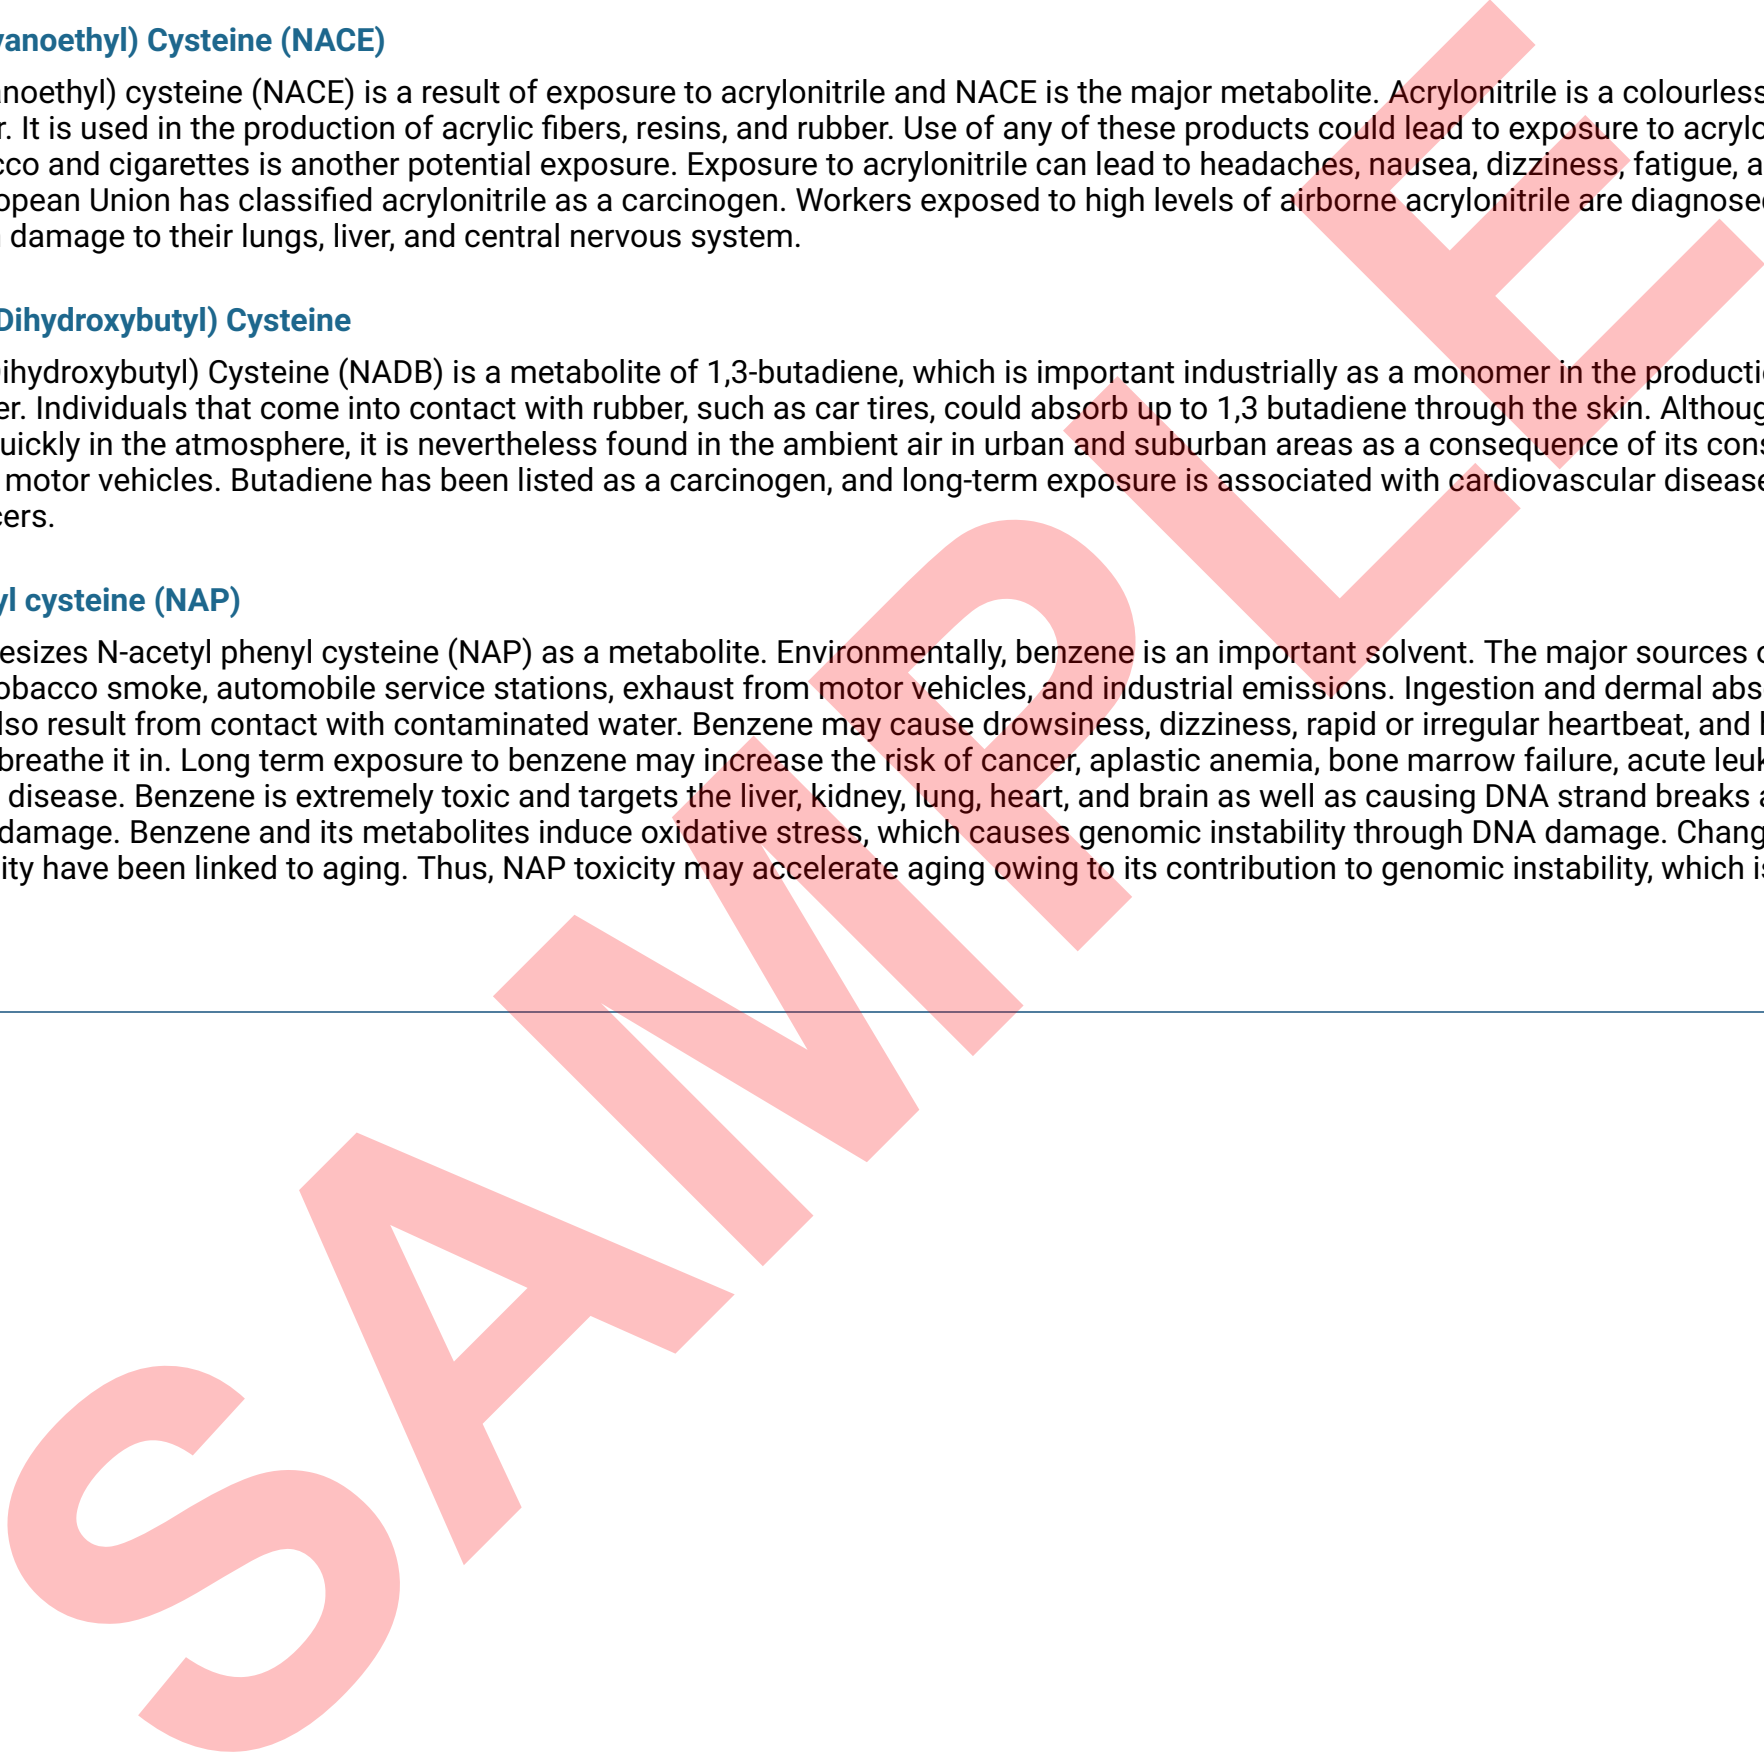 yanoethyl) Cysteine (NACE)
noethyl) cysteine (NACE) is a result of exposure to acrylonitrile and NACE is the major metabolite. Acrylonitrile is a colourless
r. It is used in the production of acrylic fibers, resins, and rubber. Use of any of these products could lead to exposure to acrylo
cco and cigarettes is another potential exposure. Exposure to acrylonitrile can lead to headaches, nausea, dizziness, fatigue, a
opean Union has classified acrylonitrile as a carcinogen. Workers exposed to high levels of airborne acrylonitrile are diagnosed
damage to their lungs, liver, and central nervous system.
Dihydroxybutyl) Cysteine
ihydroxybutyl) Cysteine (NADB) is a metabolite of 1,3-butadiene, which is important industrially as a monomer in the producti
er. Individuals that come into contact with rubber, such as car tires, could absorb up to 1,3 butadiene through the skin. Althoug
uickly in the atmosphere, it is nevertheless found in the ambient air in urban and suburban areas as a consequence of its cons
motor vehicles. Butadiene has been listed as a carcinogen, and long-term exposure is associated with cardiovascular disease
cers.
yl cysteine (NAP)
esizes N-acetyl phenyl cysteine (NAP) as a metabolite. Environmentally, benzene is an important solvent. The major sources o
obacco smoke, automobile service stations, exhaust from motor vehicles, and industrial emissions. Ingestion and dermal abs
lso result from contact with contaminated water. Benzene may cause drowsiness, dizziness, rapid or irregular heartbeat, and
breathe it in. Long term exposure to benzene may increase the risk of cancer, aplastic anemia, bone marrow failure, acute leuk
disease. Benzene is extremely toxic and targets the liver, kidney, lung, heart, and brain as well as causing DNA strand breaks a
damage. Benzene and its metabolites induce oxidative stress, which causes genomic instability through DNA damage. Chang
ity have been linked to aging. Thus, NAP toxicity may accelerate aging owing to its contribution to genomic instability, which is
SAMPLE